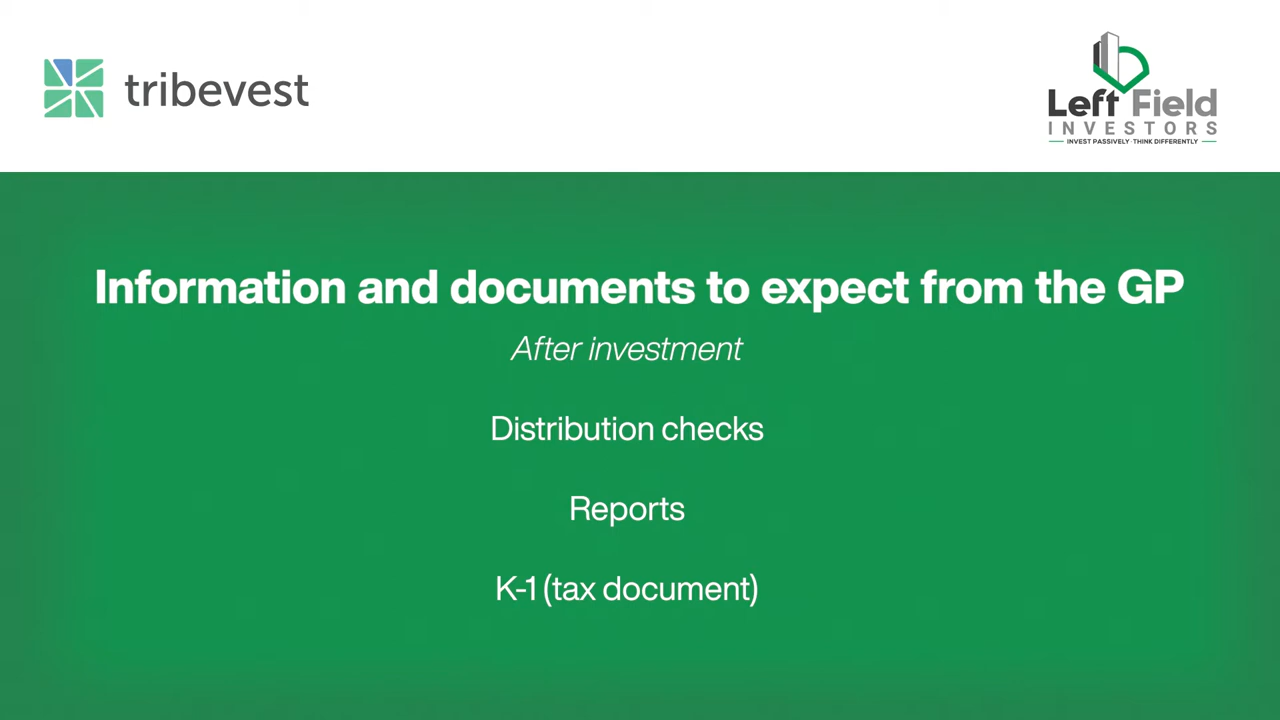 tribevest
Left Field
INVESTORS
INVEST PASSIVELY · THINK DIFFERENTLY
Information and documents to expect from the GP
After investment
Distribution checks
Reports
K-1 (tax document)